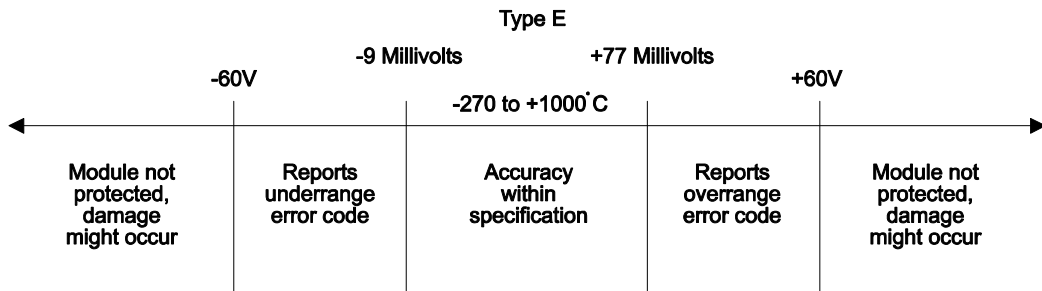 Type E
-9 Millivolts
+77 Millivolts
-60V
+60V
-270 to +1000°C
Module not
protected,
damage
might occur
Reports
underrange
error code
Accuracy
within
specification
Reports
overrange
error code
Module not
protected,
damage
might occur